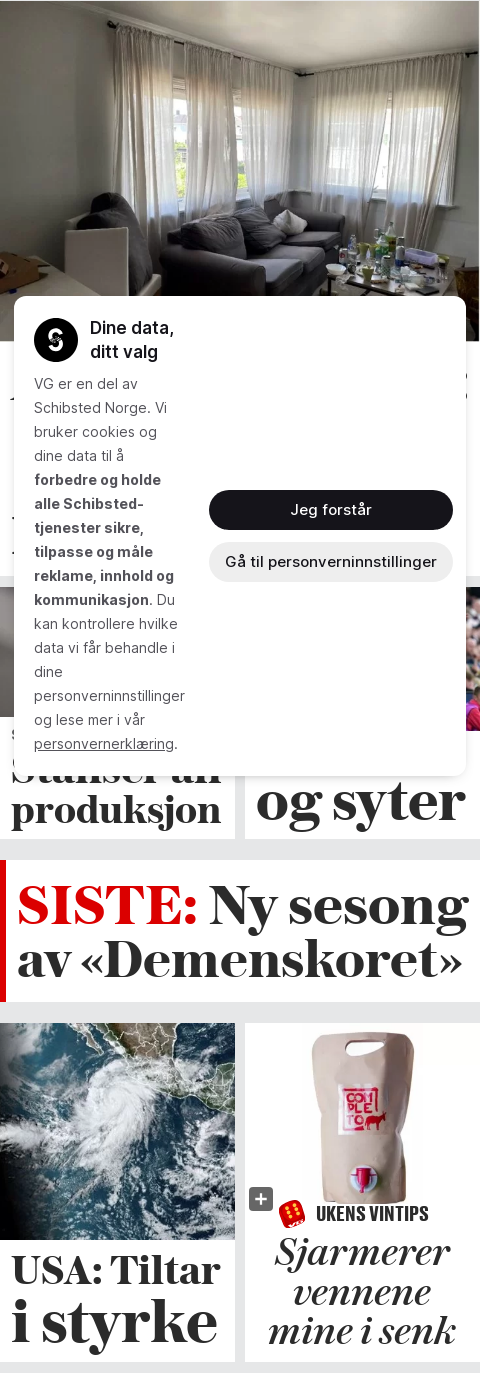 Dine data,
ditt valg
VG er en del av
Schibsted Norge. Vi
bruker cookies og
dine data til å
forbedre og holde
alle Schibsted-
tjenester sikre,
tilpasse og måle
reklame, innhold og
kommunikasjon. Du
kan kontrollere hvilke
data vi får behandle i
dine
personverninnstillinger
og lese mer i vår
personvernerklæring.
Jeg forstår
Gå til personverninnstillinger
produksjon
og syter
SISTE: Ny sesong
av «Demenskoret»
USA: Tiltar
i styrke
COM
PLE
TO
UKENS VINTIPS
Sjarmerer
vennene
mine i senk